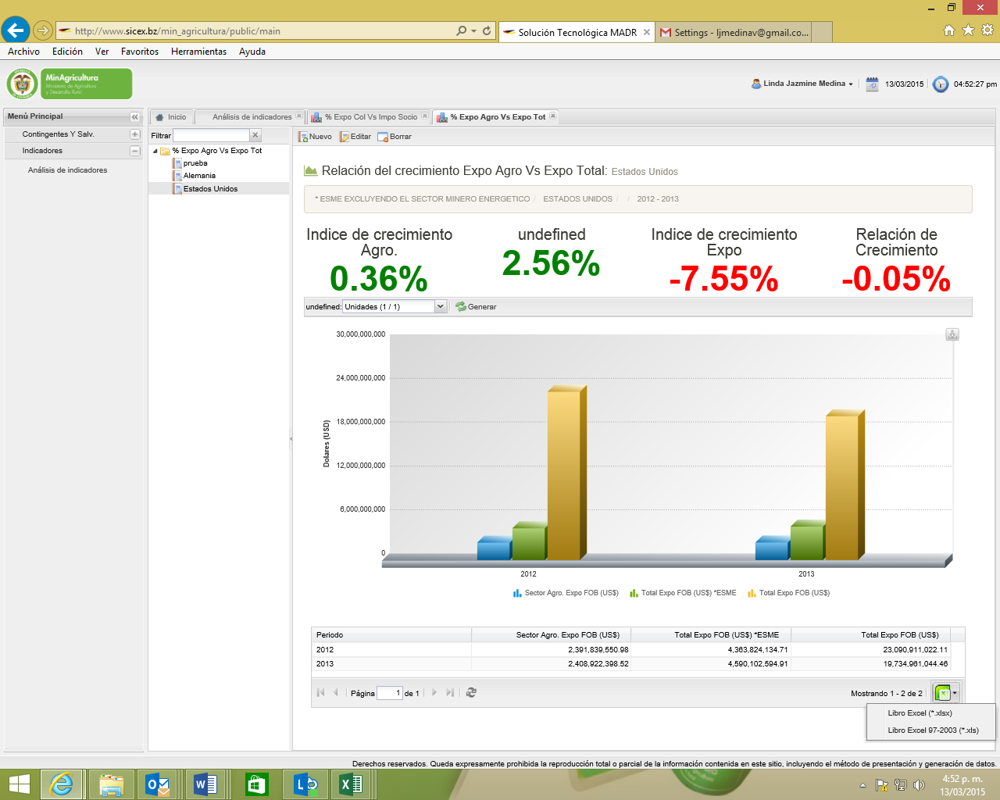 http://www.sicex.bz/min_agricultura/public/main
Solución Tecnológica MADR
Settings - ljmedinav@gmail.co...
Archivo Edición Ver Favoritos Herramientas Ayuda
MinAgricultura
Ministerio de Agricultura
y Desarrollo Rural
Linda Jazmine Medina
13/03/2015
04:52:27 pm
Menú Principal
Contingentes Y Salv.
Indicadores
Análisis de indicadores
Inicio
Análisis de indicadores
% Expo Col Vs Impo Socio
% Expo Agro Vs Expo Tot
Filtrar
% Expo Agro Vs Expo Tot
prueba
Alemania
Estados Unidos
Nuevo Editar Borrar
Relación del crecimiento Expo Agro Vs Expo Total: Estados Unidos
* ESME EXCLUYENDO EL SECTOR MINERO ENERGETICO / ESTADOS UNIDOS / / 2012 - 2013
Indice de crecimiento
Agro.
0.36%
undefined
2.56%
Indice de crecimiento
Expo
-7.55%
Relación de
Crecimiento
-0.05%
undefined: Unidades (1 / 1) Generar
Dolares (USD)
30,000,000,000
24,000,000,000
18,000,000,000
12,000,000,000
6,000,000,000
0
2012 2013
Sector Agro. Expo FOB (US$) Total Expo FOB (US$) *ESME Total Expo FOB (US$)
Periodo Sector Agro. Expo FOB (US$) Total Expo FOB (US$) *ESME Total Expo FOB (US$)
2012 2,391,839,550.98 4,363,824,134.71 23,090,911,022.11
2013 2,408,922,398.52 4,590,102,594.91 19,734,961,044.46
Página 1 de 1
Mostrando 1 - 2 de 2
Libro Excel (*.xlsx)
Libro Excel 97-2003 (*.xls)
Derechos reservados. Queda expresamente prohibida la reproducción total o parcial de la información contenida en este sitio, incluyendo el método de presentación y generación de datos.
4:52 p. m.
13/03/2015